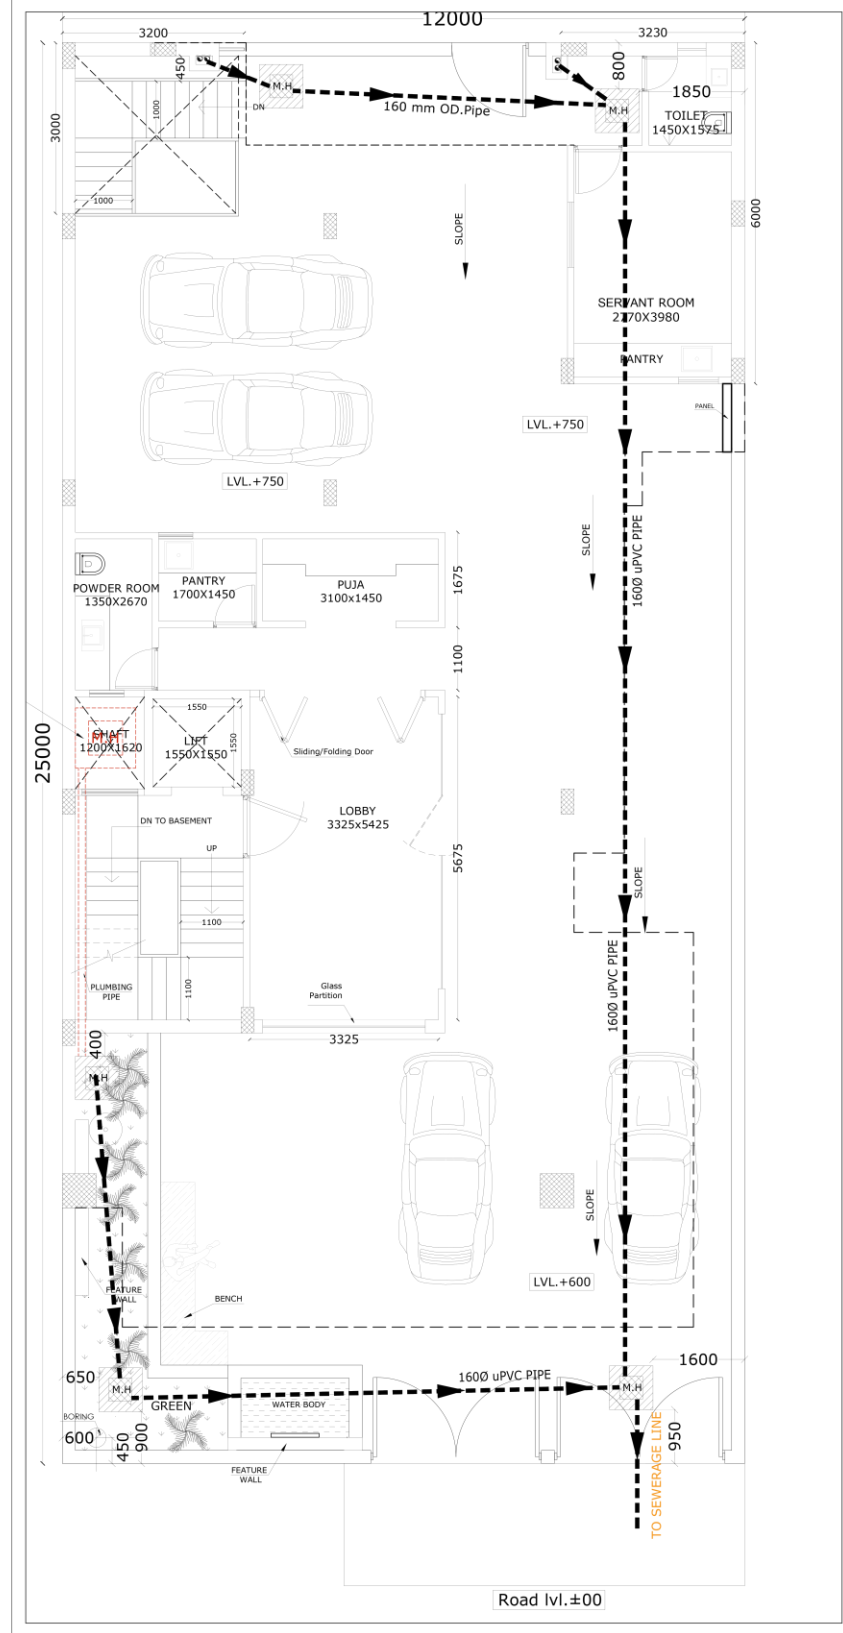 12000
3200
3230
450
800
M.H
M.H
1850
160 mm OD.Pipe
DN
1000
3000
TOILET
1450X1575
1000
6000
SLOPE
SERVANT ROOM
2770X3980
PANTRY
PANEL
LVL.+750
LVL.+750
SLOPE
160Ø uPVC PIPE
POWDER ROOM
1350X2670
PANTRY
1700X1450
PUJA
3100x1450
1675
1100
25000
SHAFT
M.H
1200X1620
1550
LIFT
1550X1550
1550
Sliding/Folding Door
LOBBY
3325x5425
DN TO BASEMENT
UP
5675
SLOPE
1100
160Ø uPVC PIPE
PLUMBING
PIPE
1100
Glass
Partition
3325
400
M.H
SLOPE
FEATURE
WALL
BENCH
LVL.+600
650
M.H
160Ø uPVC PIPE
1600
M.H
GREEN
WATER BODY
BORING
600
450
900
950
FEATURE
WALL
TO SEWERAGE LINE
Road lvl.±00